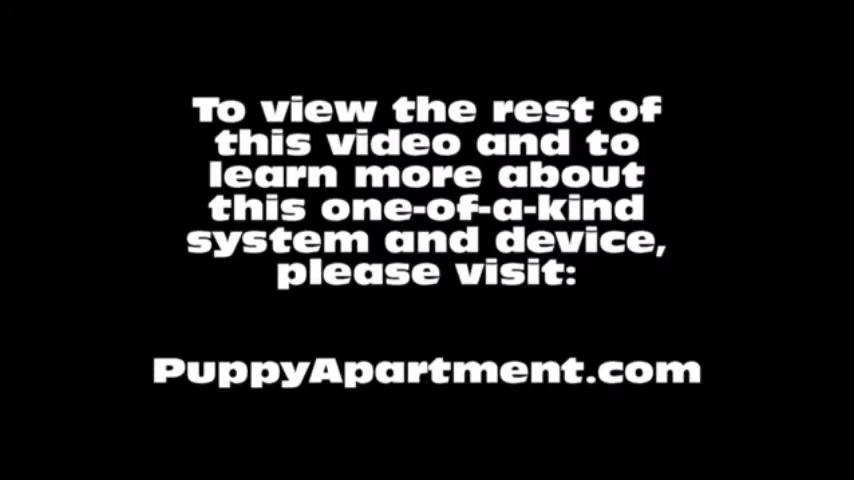 To view the rest of
this video and to
learn more about
this one-of-a-kind
system and device,
please visit:
PuppyApartment.com